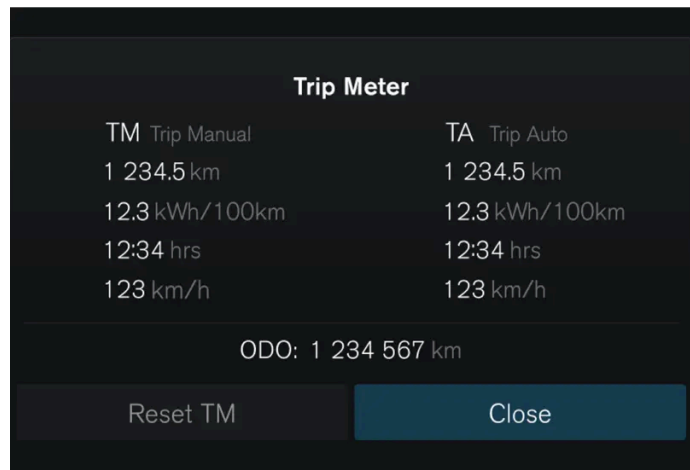 Trip Meter
TM Trip Manual
1 234.5 km
12.3 kWh/100km
12:34 hrs
123 km/h
TA Trip Auto
1 234.5 km
12.3 kWh/100km
12:34 hrs
123 km/h
ODO: 1 234 567 km
Reset TM
Close